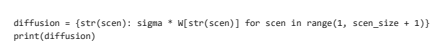 diffusion = {str(scen): sigma * W[str(scen)] for scen in range(1, scen_size + 1)}
print(diffusion)